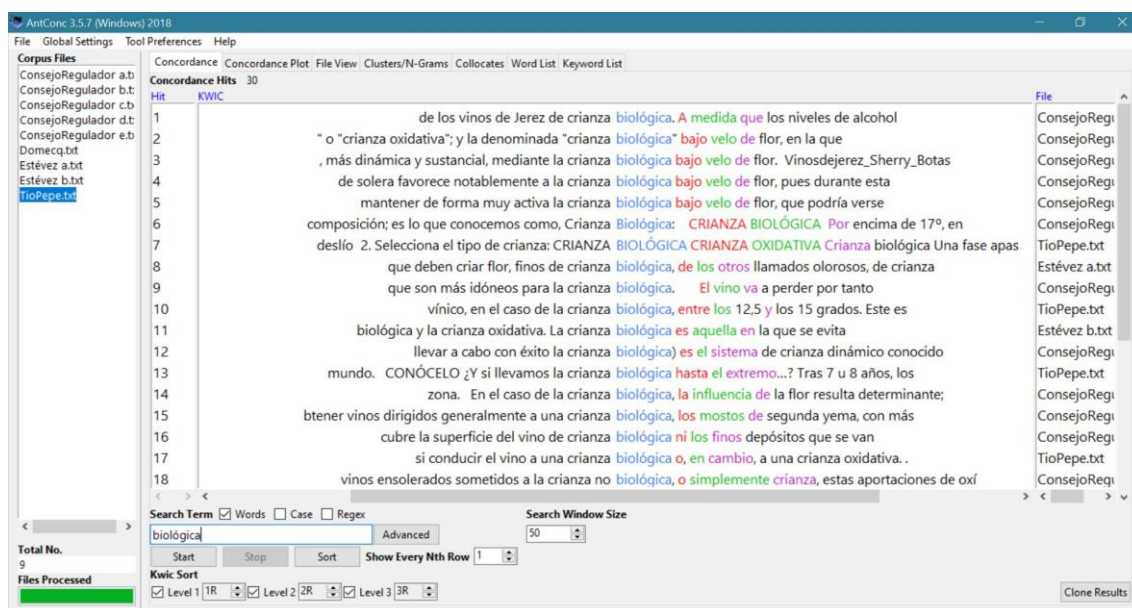 AntConc 3.5.7 (Windows) 2018
File Global Settings Tool Preferences Help
Corpus Files
ConsejoRegulador a.t
ConsejoRegulador b.t
ConsejoRegulador c.t
ConsejoRegulador d.t
ConsejoRegulador e.t
Domecq.txt
Estévez a.txt
Estévez b.txt
TioPepe.txt
Concordance Concordance Plot File View Clusters/N-Grams Collocates Word List Keyword List
Concordance Hits 30
Hit KWIC File
1 de los vinos de Jerez de crianza biológica. A medida que los niveles de alcohol ConsejoRegu
2 " o "crianza oxidativa"; y la denominada "crianza biológica" bajo velo de flor, en la que ConsejoRegu
3 , más dinámica y sustancial, mediante la crianza biológica bajo velo de flor. Vinosdejerez_Sherry_Botas ConsejoRegu
4 de solera favorece notablemente a la crianza biológica bajo velo de flor, pues durante esta ConsejoRegu
5 mantener de forma muy activa la crianza biológica bajo velo de flor, que podría verse ConsejoRegu
6 composición; es lo que conocemos como, Crianza Biológica: CRIANZA BIOLÓGICA Por encima de 17º, en ConsejoRegu
7 deslío 2. Selecciona el tipo de crianza: CRIANZA BIOLÓGICA CRIANZA OXIDATIVA Crianza biológica Una fase apas TioPepe.txt
8 que deben criar flor, finos de crianza biológica, de los otros llamados olorosos, de crianza Estévez a.txt
9 que son más idóneos para la crianza biológica. El vino va a perder por tanto ConsejoRegu
10 vínico, en el caso de la crianza biológica, entre los 12,5 y los 15 grados. Este es TioPepe.txt
11 biológica y la crianza oxidativa. La crianza biológica es aquella en la que se evita Estévez b.txt
12 llevar a cabo con éxito la crianza biológica) es el sistema de crianza dinámico conocido ConsejoRegu
13 mundo. CONÓCELO ¿Y si llevamos la crianza biológica hasta el extremo...? Tras 7 u 8 años, los TioPepe.txt
14 zona. En el caso de la crianza biológica, la influencia de la flor resulta determinante; ConsejoRegu
15 btener vinos dirigidos generalmente a una crianza biológica, los mostos de segunda yema, con más ConsejoRegu
16 cubre la superficie del vino de crianza biológica ni los finos depósitos que se van ConsejoRegu
17 si conducir el vino a una crianza biológica o, en cambio, a una crianza oxidativa. . TioPepe.txt
18 vinos ensolerados sometidos a la crianza no biológica, o simplemente crianza, estas aportaciones de oxí ConsejoRegu
Search Term Words Case Regex Search Window Size
biológica Advanced 50
Start Stop Sort Show Every Nth Row 1
Total No.
9
Files Processed
Kwic Sort
Level 1 1R Level 2 2R Level 3 3R Clone Results